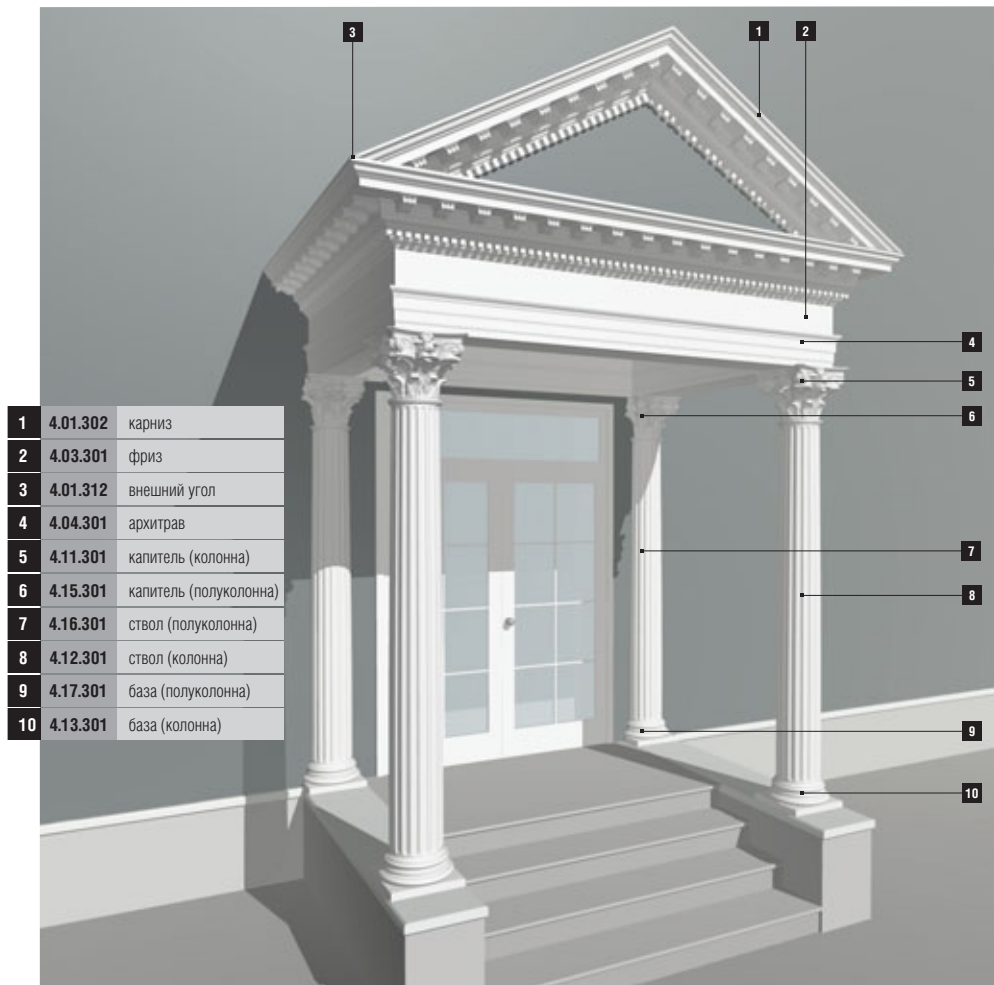 3
1
2
4
5
6
7
8
9
10
1 4.01.302 карниз
2 4.03.301 фриз
3 4.01.312 внешний угол
4 4.04.301 архитрав
5 4.11.301 капитель (колонна)
6 4.15.301 капитель (полуколонна)
7 4.16.301 ствол (полуколонна)
8 4.12.301 ствол (колонна)
9 4.17.301 база (полуколонна)
10 4.13.301 база (колонна)